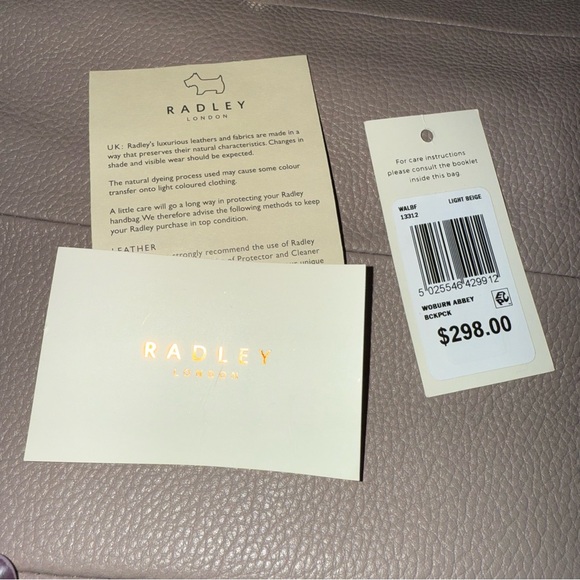 RADLEY
LONDON
UK: Radley's luxurious leathers and fabrics are made in a
way that preserves their natural characteristics. Changes in
shade and visible wear should be expected.
The natural dyeing process used may cause some colour
transfer onto light coloured clothing.
A little care will go a long way in protecting your Radley
handbag. We therefore advise the following methods to keep
your Radley purchase in top condition.
LEATHER
strongly recommend the use of Radley
of Protector and Cleaner
unique
RADLEY
LONDON
For care instructions
please consult the booklet
inside this bag.
WALBF LIGHT BEIGE
13312
5 025546 429912
WOBURN ABBEY
BCKPCK
$298.00